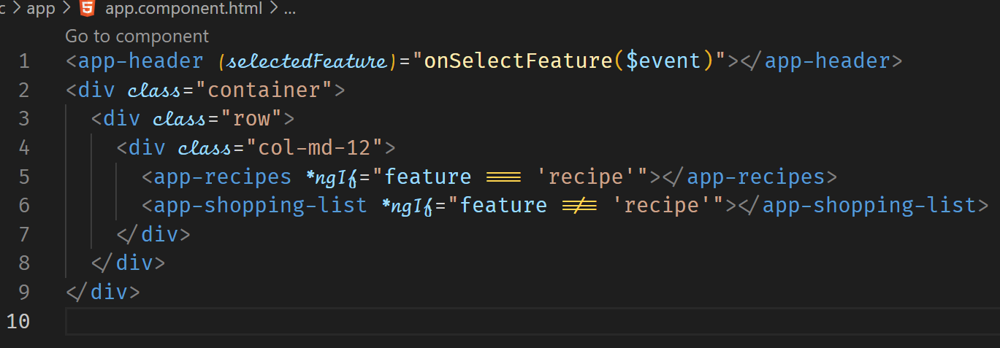 c > app > 5 app.component.html > ...
Go to component
1 <app-header (selectedFeature)="onSelectFeature($event)"></app-header>
2 <div class="container">
3 <div class="row">
4 <div class="col-md-12">
5 <app-recipes *ngIf="feature === 'recipe'"></app-recipes>
6 <app-shopping-list *ngIf="feature !== 'recipe'"></app-shopping-list>
7 </div>
8 </div>
9 </div>
10